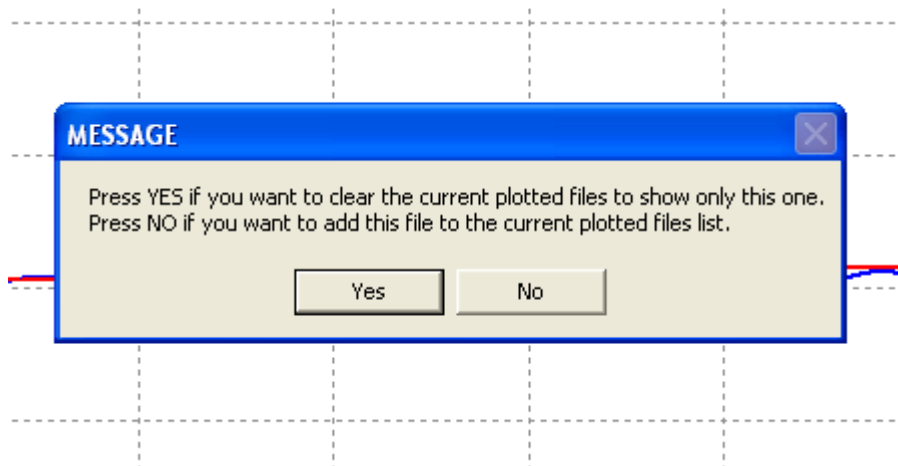 MESSAGE
Press YES if you want to clear the current plotted files to show only this one.
Press NO if you want to add this file to the current plotted files list.
Yes
No